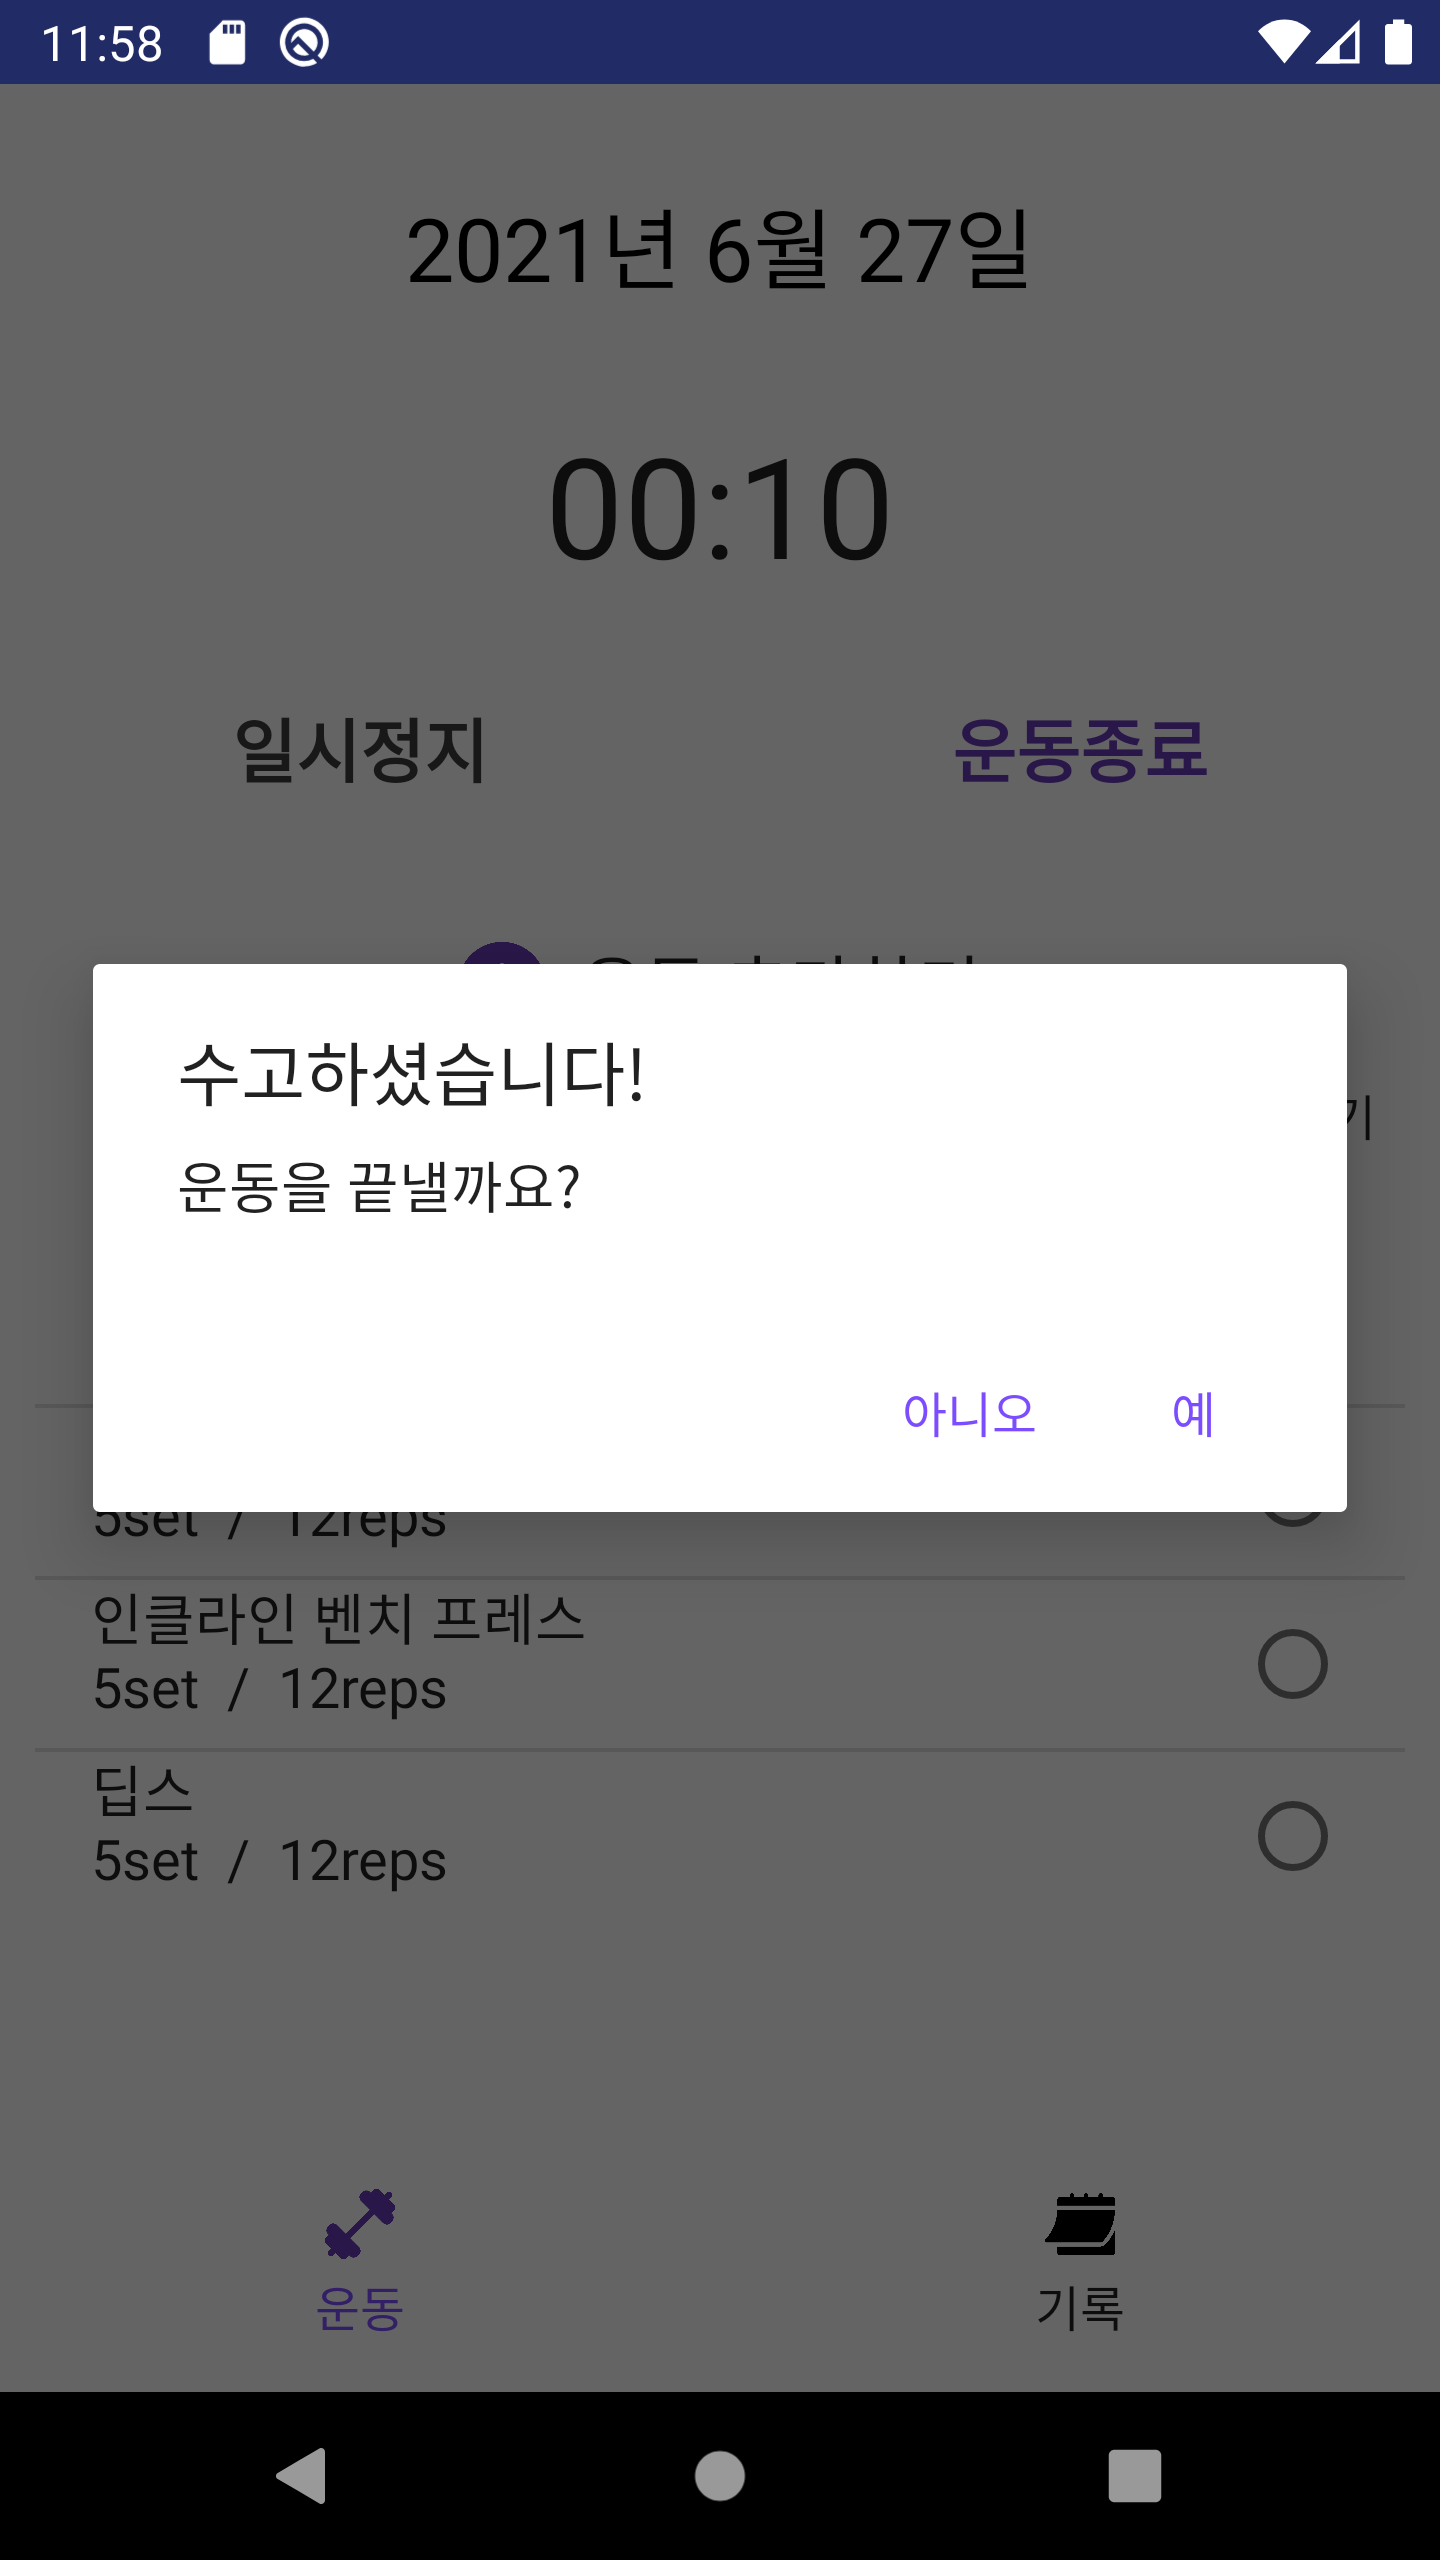 11:58
2021년 6월 27일
00:10
일시정지 운동종료
수고하셨습니다!
운동을 끝낼까요?
아니오 예
5set / 12reps
인클라인 벤치 프레스
5set / 12reps
딥스
5set / 12reps
운동 기록